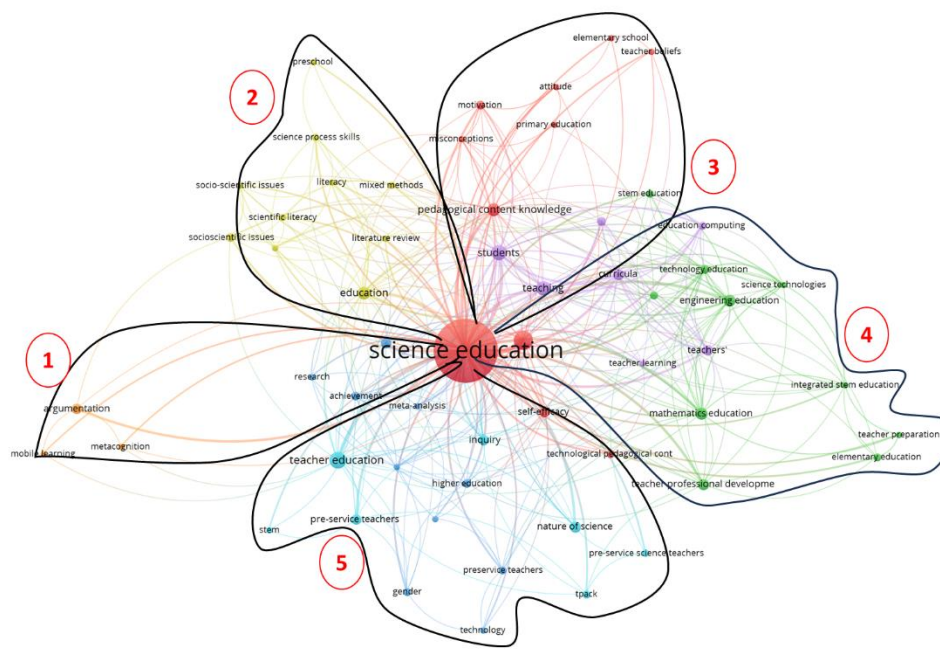 elementary school
teacher beliefs
preschool
2
attitude
motivation
primary education
science process skills
misconceptions
3
socio-scientific issues
literacy
mixed methods
stem education
scientific literacy
pedagogical content knowledge
education computing
socioscientific issues
literature review
students
technology education
curricula
science technologies
education
teaching
engineering education
1
science education
teachers
4
teacher learning
research
integrated stem education
achievement
meta-analysis
argumentation
self-efficacy
mathematics education
metacognition
mobile learning
inquiry
teacher preparation
teacher education
technological pedagogical cont
elementary education
higher education
teacher professional developme
pre-service teachers
stem
nature of science
5
pre-service science teachers
preservice teachers
gender
tpack
technology